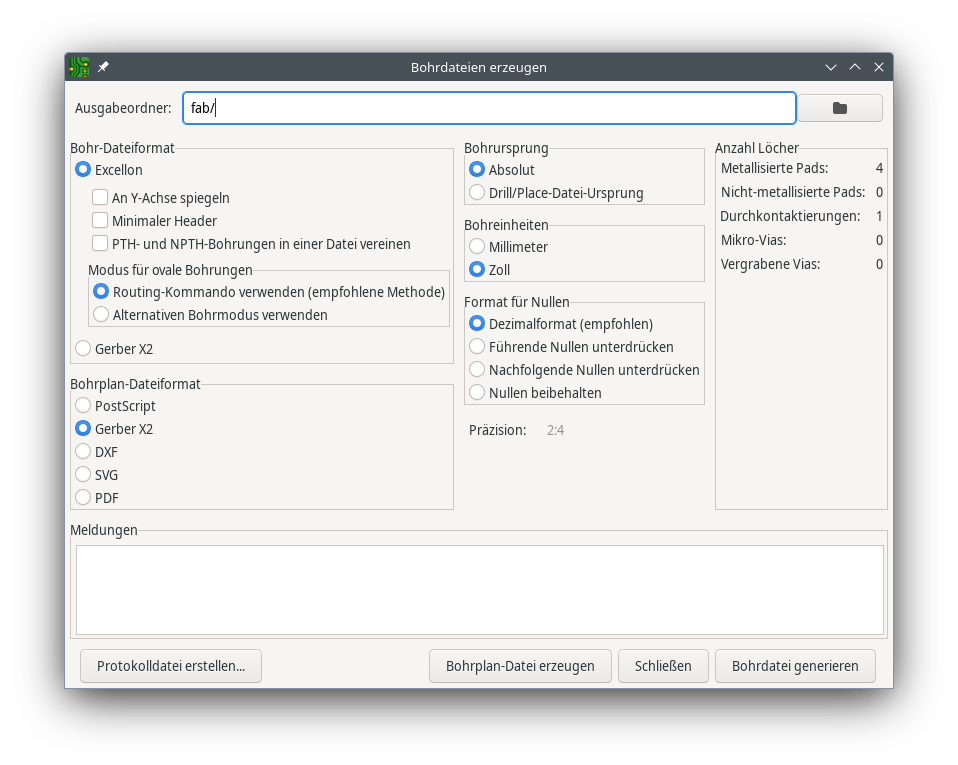 Bohrdateien erzeugen
Ausgabeordner: fab/
Bohr-Dateiformat
Excellon
An Y-Achse spiegeln
Minimaler Header
PTH- und NPTH-Bohrungen in einer Datei vereinen
Modus für ovale Bohrungen
Routing-Kommando verwenden (empfohlene Methode)
Alternativen Bohrmodus verwenden
Gerber X2
Bohrplan-Dateiformat
PostScript
Gerber X2
DXF
SVG
PDF
Bohrursprung
Absolut
Drill/Place-Datei-Ursprung
Bohreinheiten
Millimeter
Zoll
Format für Nullen
Dezimalformat (empfohlen)
Führende Nullen unterdrücken
Nachfolgende Nullen unterdrücken
Nullen beibehalten
Präzision: 2:4
Anzahl Löcher
Metallisierte Pads: 4
Nicht-metallisierte Pads: 0
Durchkontaktierungen: 1
Mikro-Vias: 0
Vergrabene Vias: 0
Meldungen
Protokolldatei erstellen... Bohrplan-Datei erzeugen Schließen Bohrdatei generieren